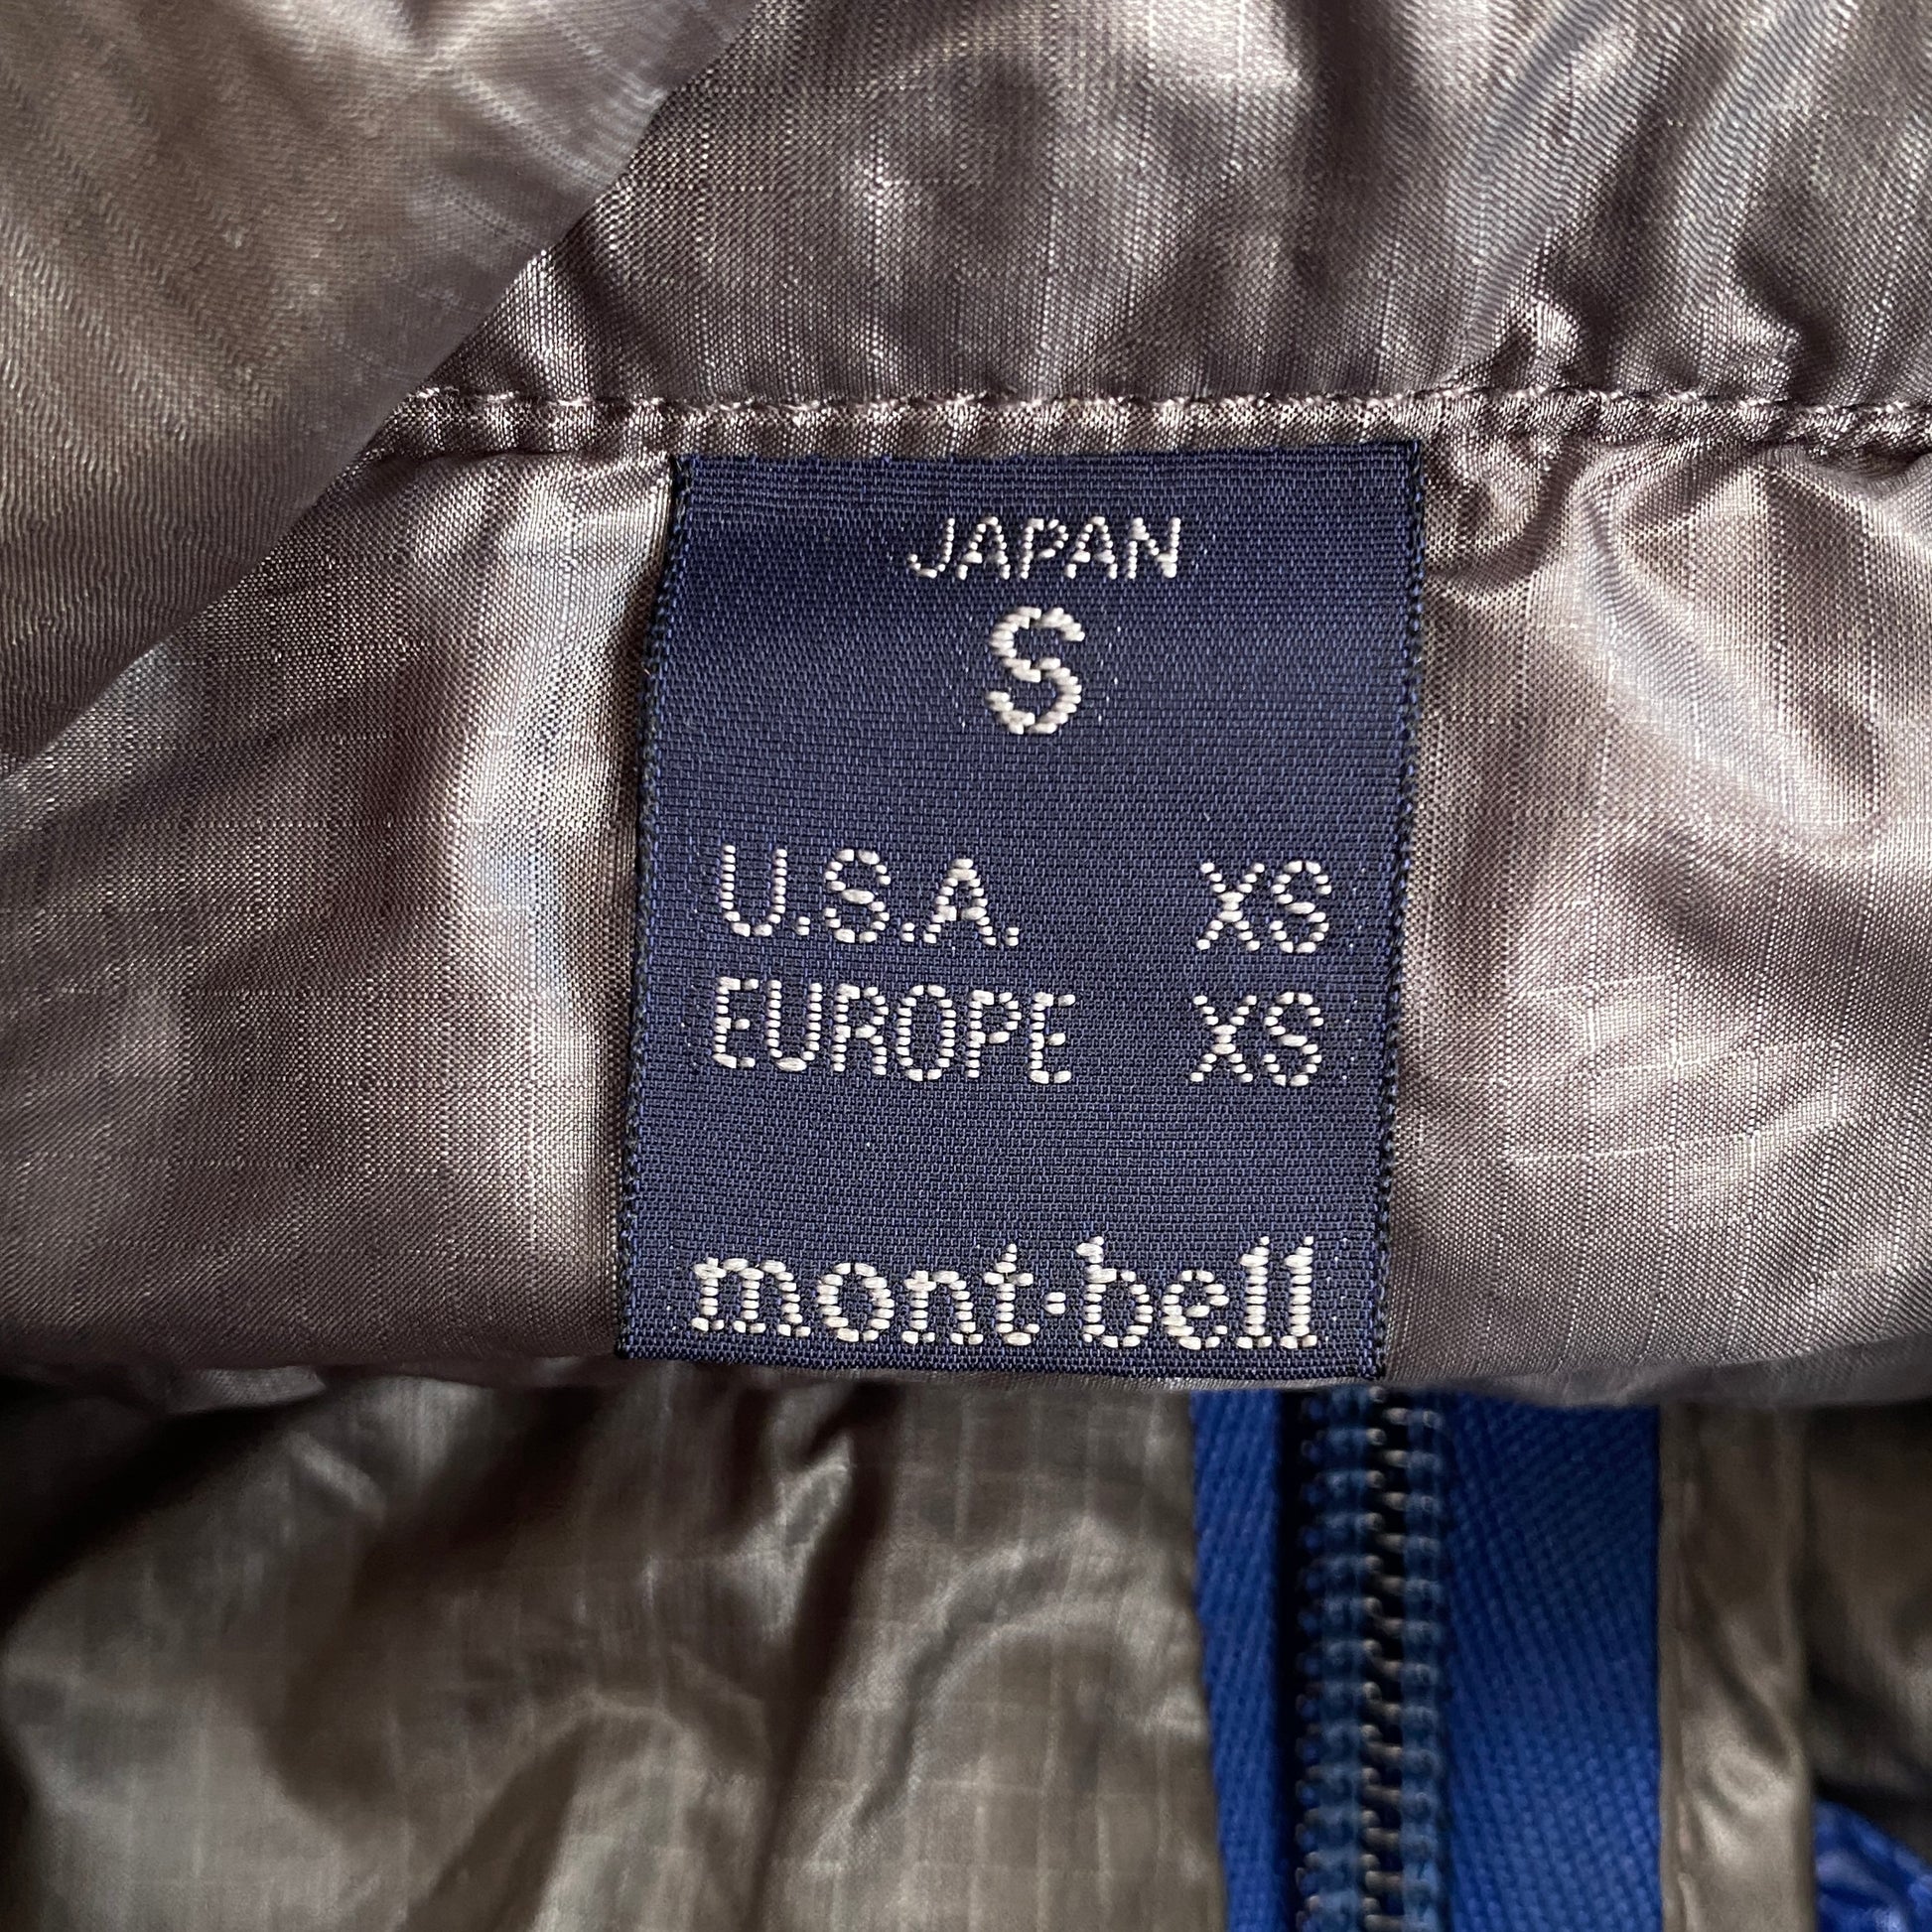 JAPAN
S
U.S.A. XS
EUROPE XS
mont·bell